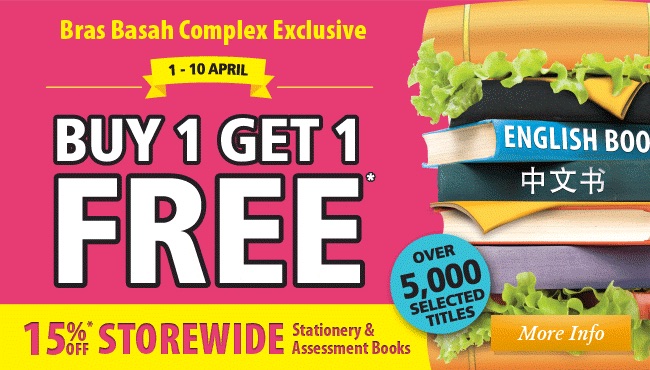 Bras Basah Complex Exclusive
1 - 10 APRIL
BUY 1 GET 1
FREE*
ENGLISH BOO
中文书
OVER
5,000
SELECTED
TITLES
15%* OFF STOREWIDE Stationery &
Assessment Books
More Info